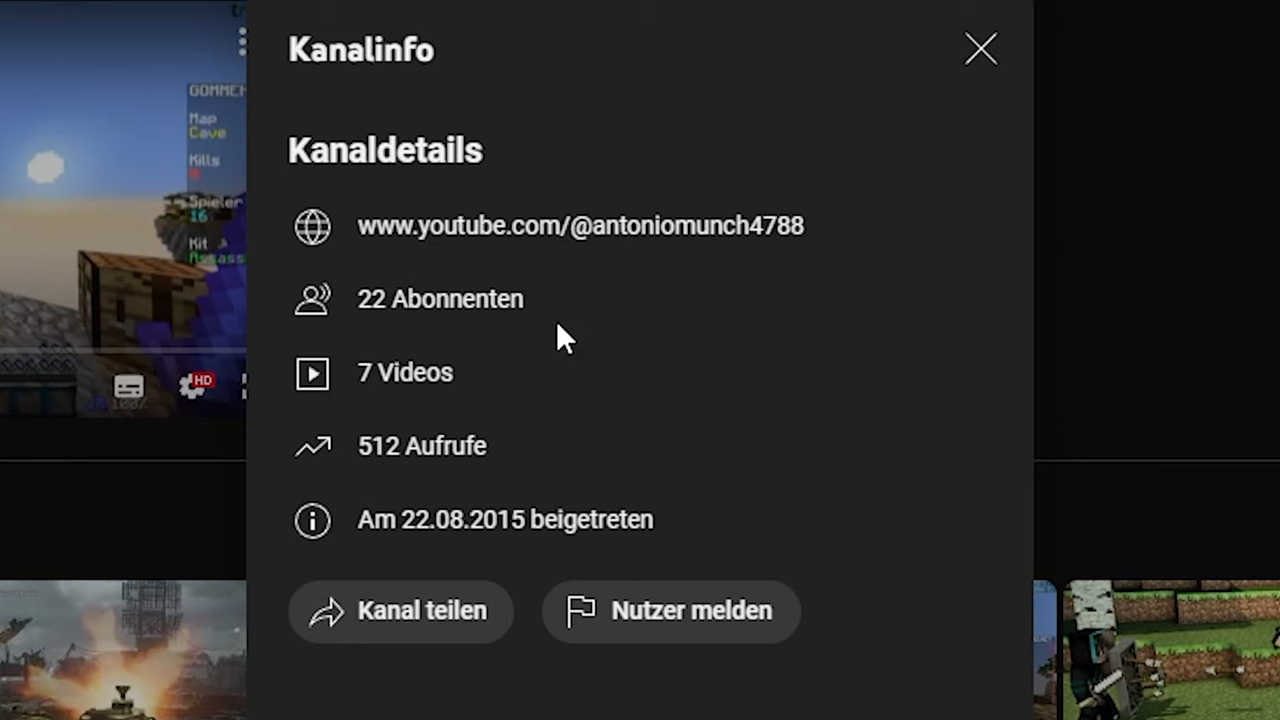 Kanalinfo
Kanaldetails
www.youtube.com/@antoniomunch4788
22 Abonnenten
7 Videos
512 Aufrufe
Am 22.08.2015 beigetreten
Kanal teilen
Nutzer melden
Map
Cave
Kills
Spieler
16
Kit
HD